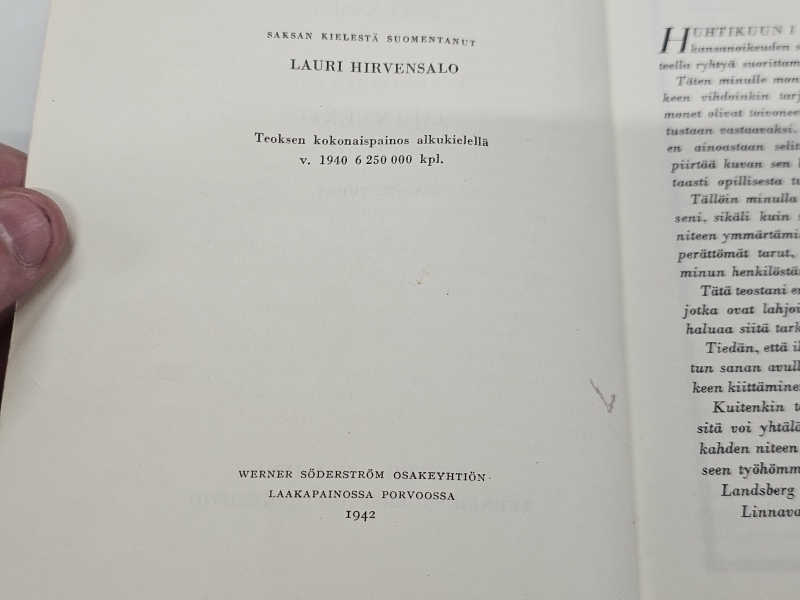 SAKSAN KIELESTÄ SUOMENTANUT
LAURI HIRVENSALO
Teoksen kokonaispainos alkukielellä
v. 1940 6 250 000 kpl.
WERNER SÖDERSTRÖM OSAKEYHTIÖN
LAAKAPAINOSSA PORVOOSSA
1942
HUHTIKUUN 1
kansanoikeuden
teella ryhtyä
Täten minulle
keen vihdoinkin
monet olivat
tustaan vastaavaksi.
en ainoastaan
piirtää kuvan sen
taasti opillisesta
Tällöin minulla
seni, sikäli kuin
niteen
perättömät tarut,
minun
Tätä teostani
jotka ovat
haluaa siitä
Tiedän, että
tun sanan
keen
Kuitenkin
sitä voi
kahden niteen
seen
Landsberg